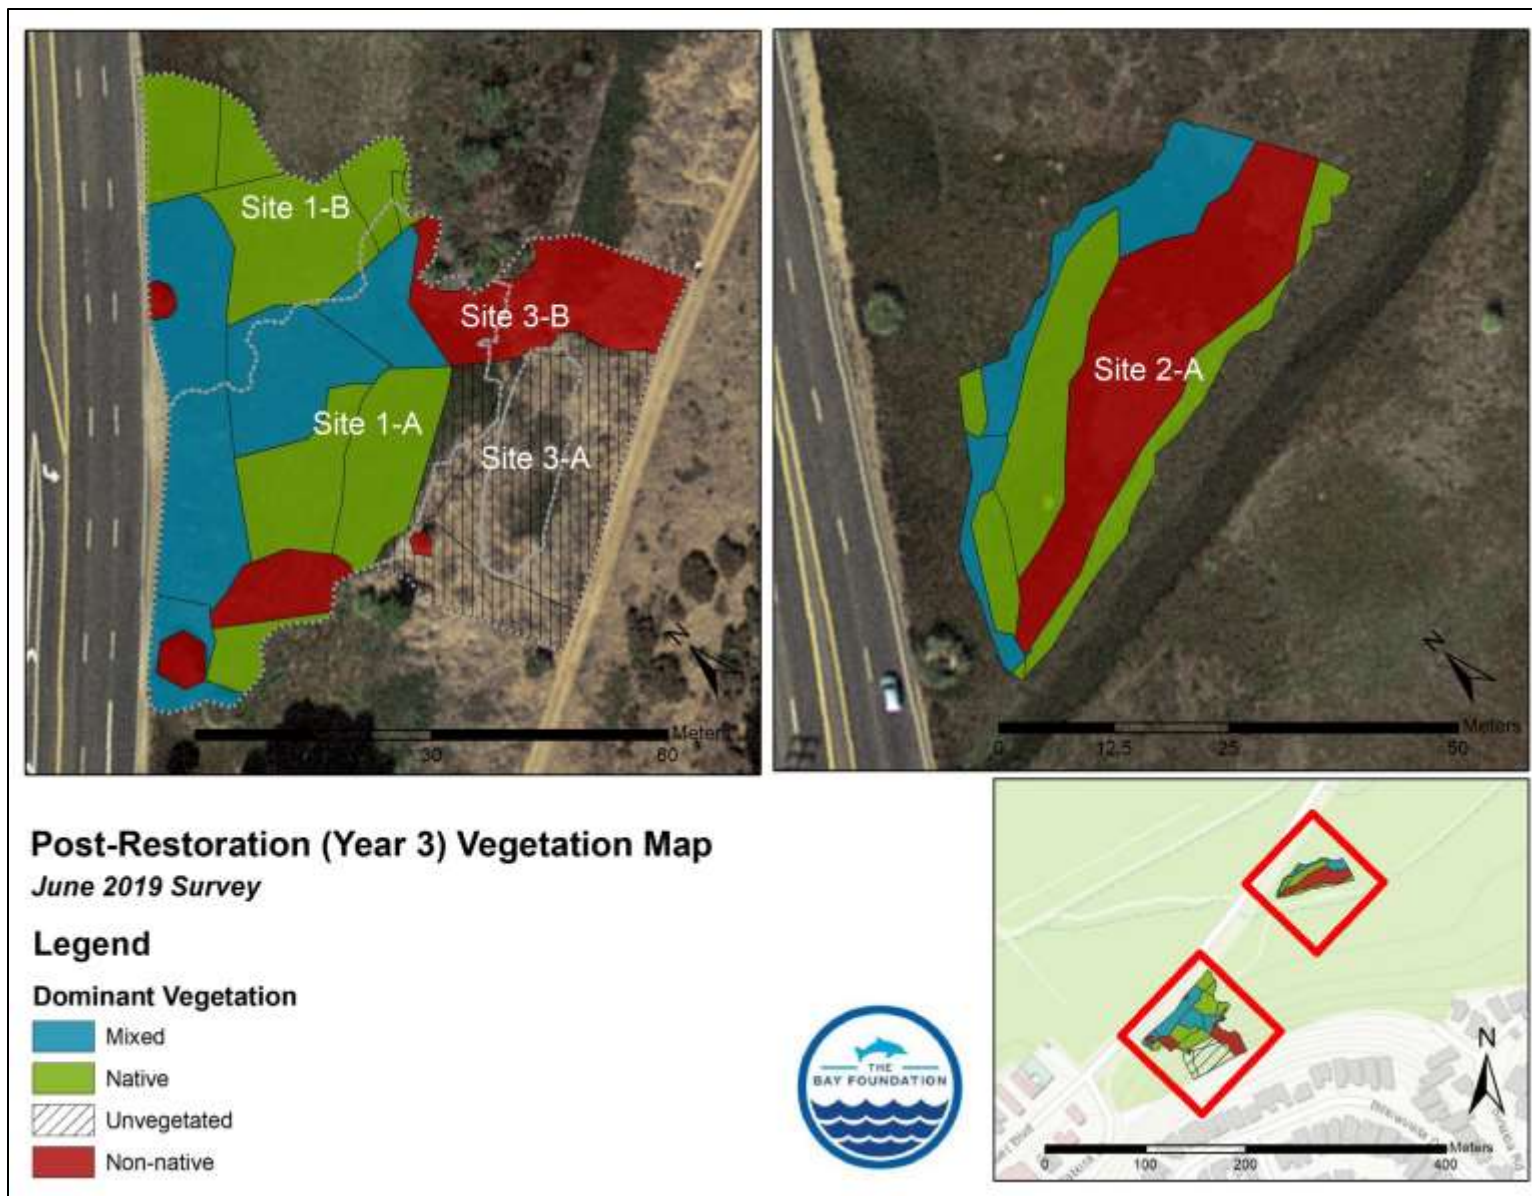 Site 1-B
Site 3-B
Site 1-A
Site 3-A
N
Meters
30
60
Site 2-A
N
Meters
0
12.5
25
50
Post-Restoration (Year 3) Vegetation Map
June 2019 Survey
Legend
Dominant Vegetation
Mixed
Native
Unvegetated
Non-native
THE
BAY FOUNDATION
N
Meters
0
100
200
400